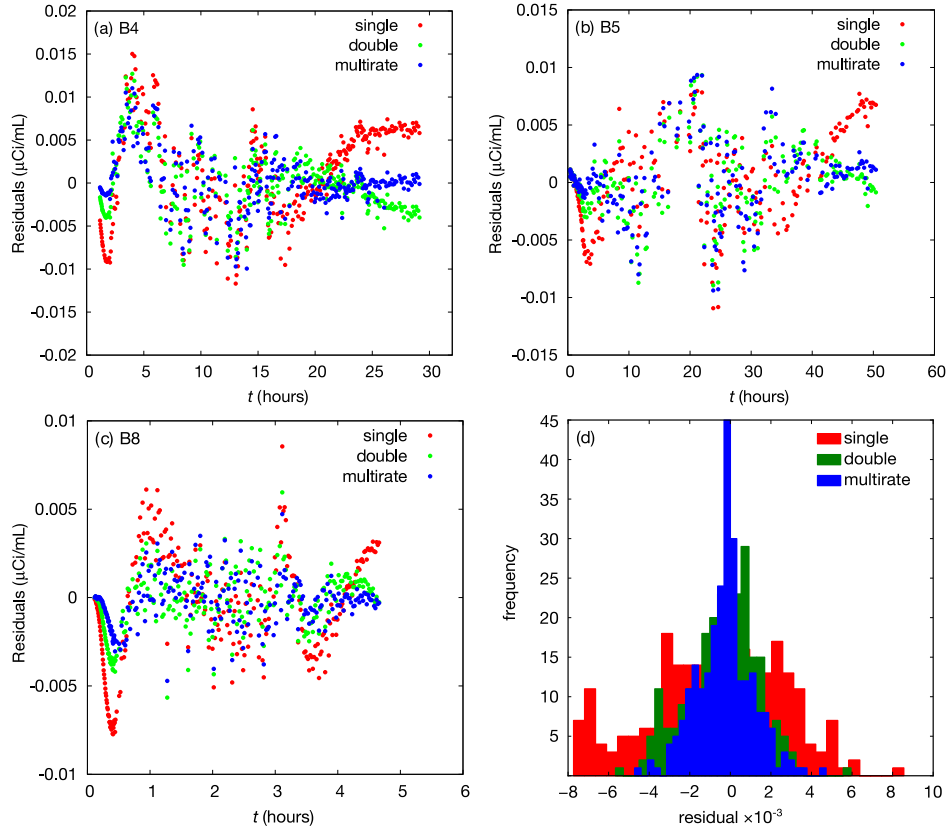 (a) B4
single
double
multirate
0.02
0.015
0.01
0.005
0
-0.005
-0.01
-0.015
-0.02
Residuals (μCi/mL)
0 5 10 15 20 25 30
t (hours)
(b) B5
single
double
multirate
0.015
0.01
0.005
0
-0.005
-0.01
-0.015
Residuals (μCi/mL)
0 10 20 30 40 50 60
t (hours)
(c) B8
single
double
multirate
0.01
0.005
0
-0.005
-0.01
Residuals (μCi/mL)
0 1 2 3 4 5 6
t (hours)
(d)
single
double
multirate
45
40
35
30
25
20
15
10
5
frequency
−8 −6 −4 −2 0 2 4 6 8 10
residual ×10⁻³